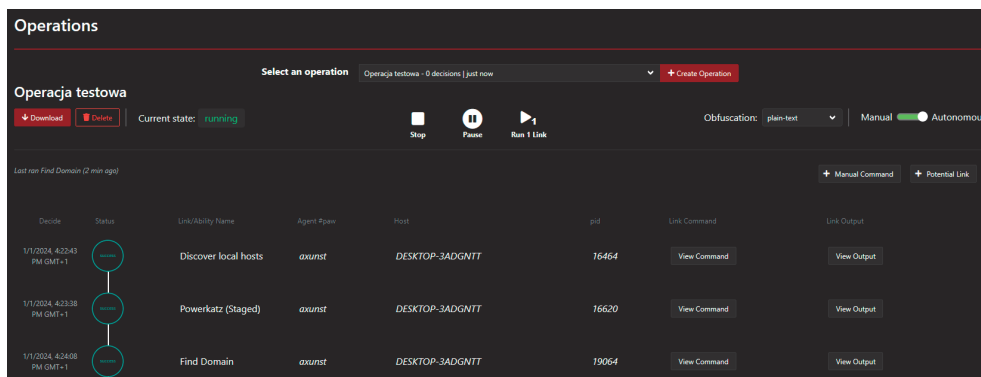 Operations
Select an operation Operacja testowa - 0 decisions | just now + Create Operation
Operacja testowa
Download Delete Current state: running Stop Pause 1 Run 1 Link Obfuscation: plain-text Manual Autonomou
Last ran Find Domain (2 min ago) + Manual Command + Potential Link
Decide Status Link/Ability Name Agent #paw Host pid Link Command Link Output
1/1/2024, 4:22:43 PM GMT+1 Discover local hosts axunst DESKTOP-3ADGNTT 16464 View Command View Output
1/1/2024, 4:23:38 PM GMT+1 Powerkatz (Staged) axunst DESKTOP-3ADGNTT 16620 View Command View Output
1/1/2024, 4:24:08 PM GMT+1 Find Domain axunst DESKTOP-3ADGNTT 19064 View Command View Output